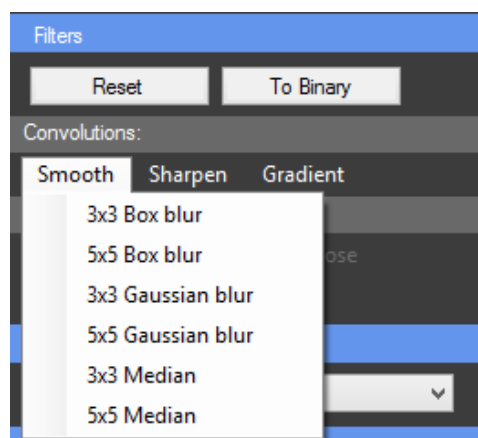 Filters
Reset To Binary
Convolutions:
Smooth Sharpen Gradient
3x3 Box blur
5x5 Box blur
3x3 Gaussian blur
5x5 Gaussian blur
3x3 Median
5x5 Median